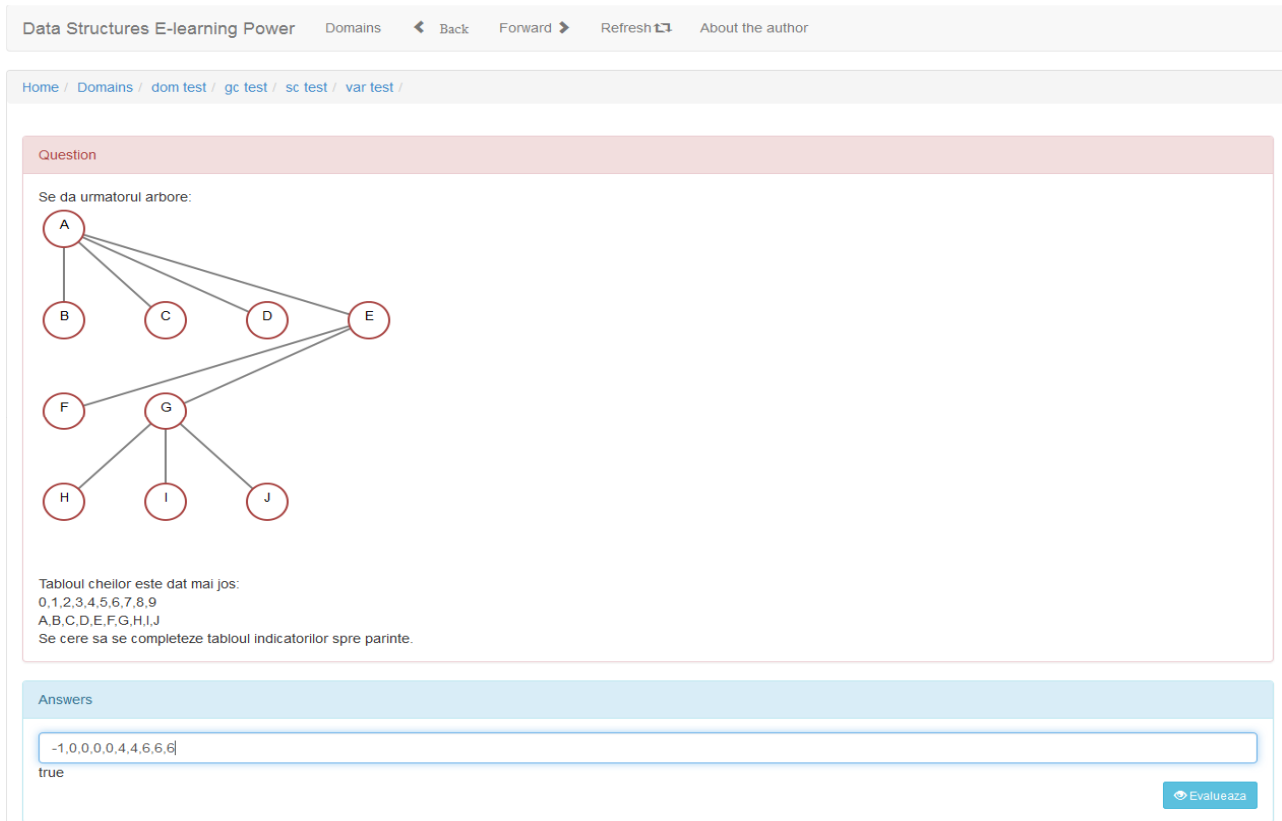 Data Structures E-learning Power Domains Back Forward Refresh About the author
Home / Domains / dom test / gc test / sc test / var test /
Question
Se da urmatorul arbore:
A
B C D E
F G
H I J
Tabloul cheilor este dat mai jos:
0,1,2,3,4,5,6,7,8,9
A,B,C,D,E,F,G,H,I,J
Se cere sa se completeze tabloul indicatorilor spre parinte.
Answers
-1,0,0,0,0,4,4,6,6,6
true
Evalueaza